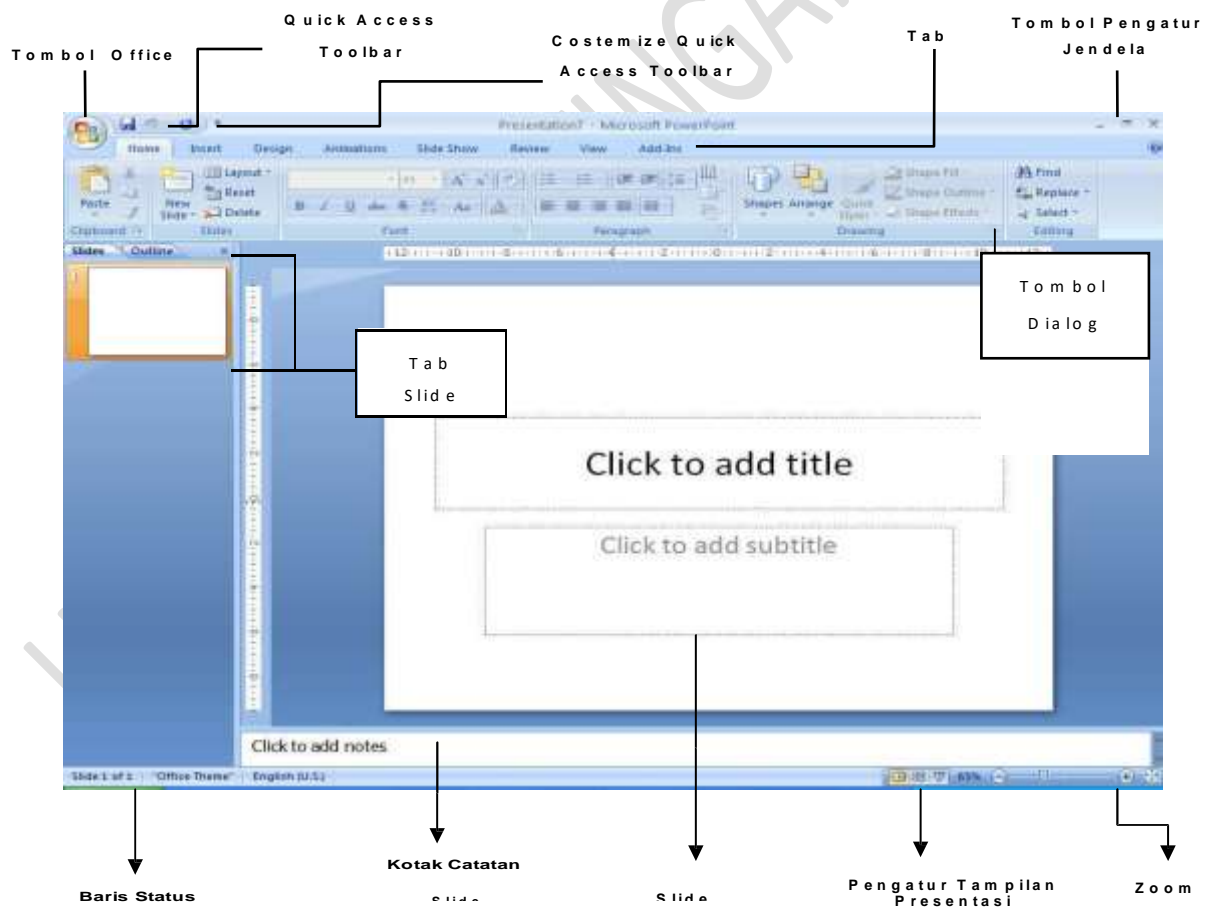 Quick Access
Toolbar
Tombol Office
Costemize Quick
Access Toolbar
Tab
Tombol Pengatur
Jendela
Presentation7 - Microsoft PowerPoint
Home Insert Design Animations Slide Show Review View Add-Ins
Paste New Slide Layout Reset Delete
Shapes Arrange Quick Styles Shape Fill Shape Outline Shape Effects
Find Replace Select
Clipboard Slides Font Paragraph Drawing Editing
Slides Outline
1
Tombol
Dialog
Tab
Slide
Click to add title
Click to add subtitle
Click to add notes
Slide 1 of 1 "Office Theme" English (U.S.) 65%
Kotak Catatan
Slide
Baris Status
Slide
Pengatur Tampilan
Presentasi
Zoom